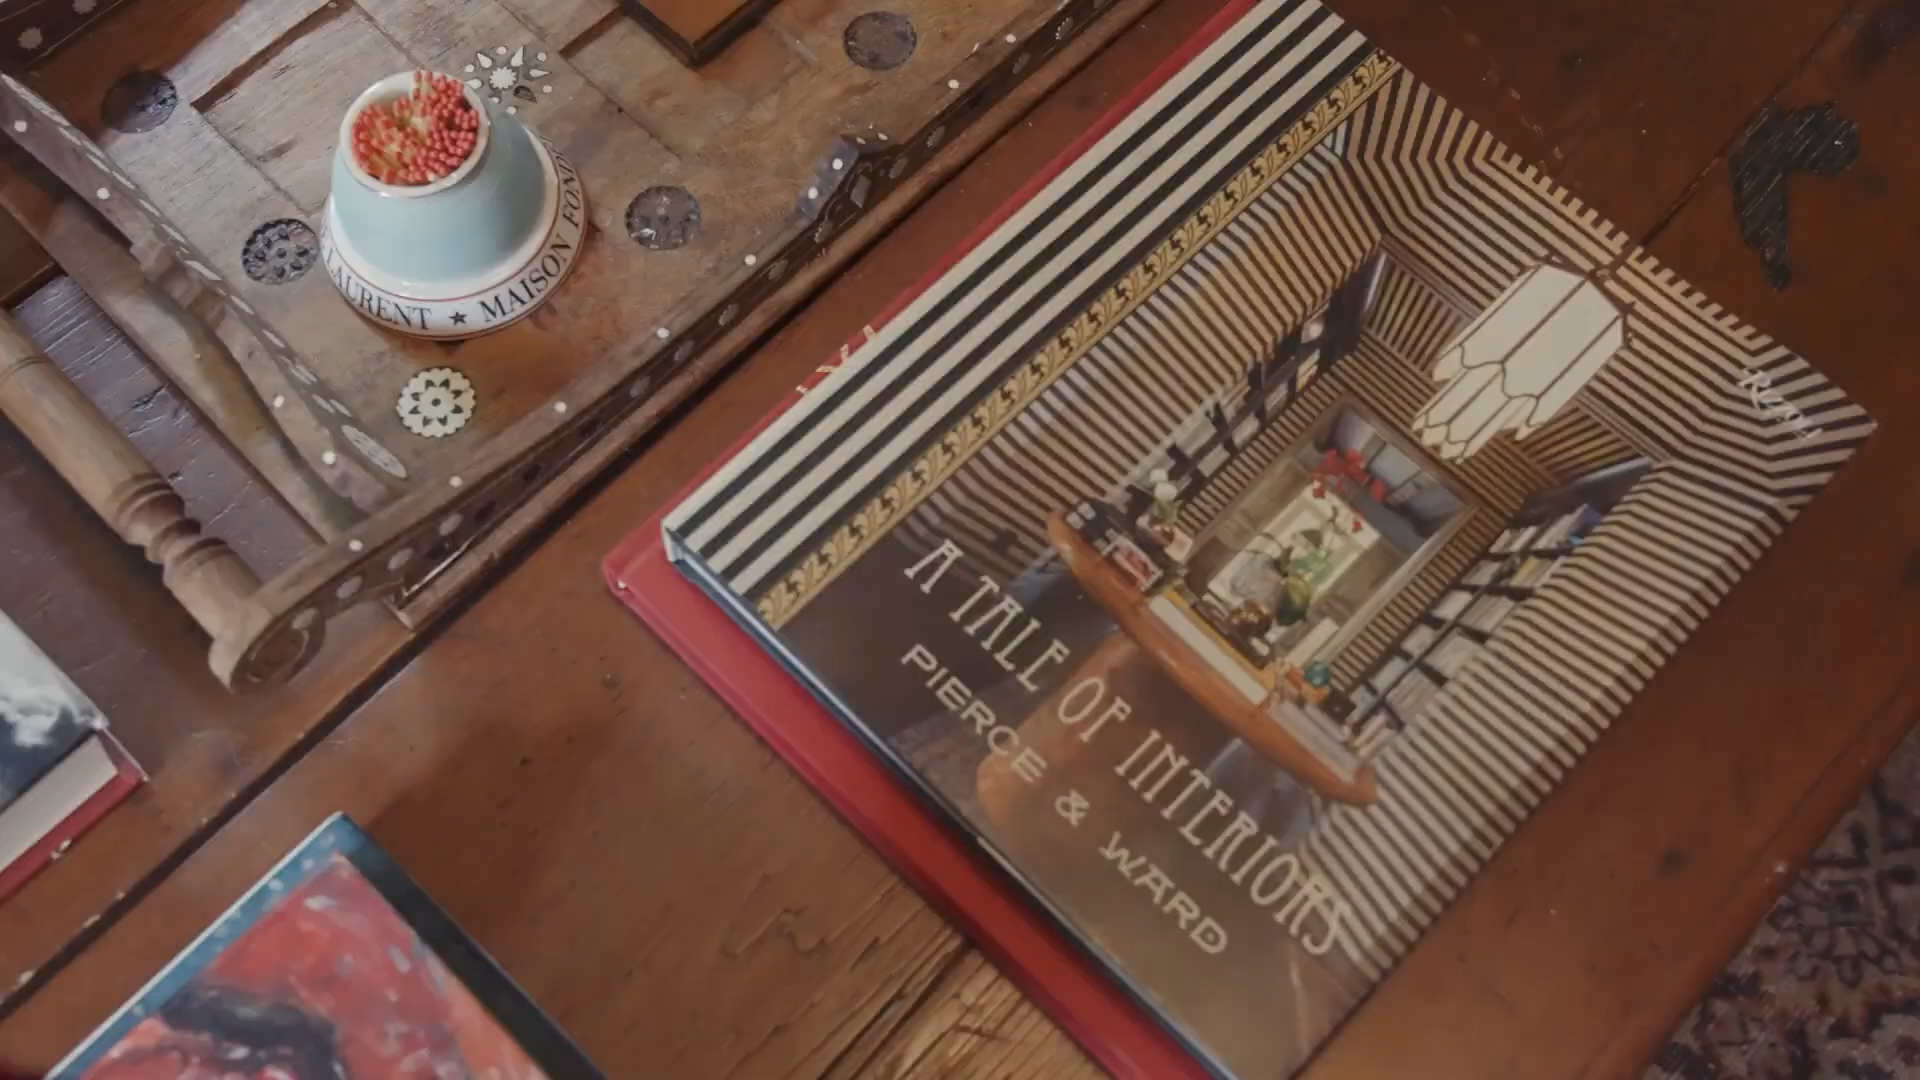 LAURENT ★ MAISON FOND
A TALE OF INTERIORS
PIERCE & WARD